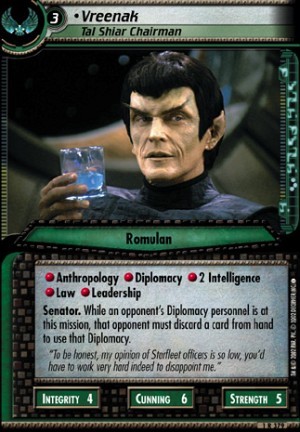 3 • Vreenak
Tal Shiar Chairman
Romulan
Anthropology Diplomacy 2 Intelligence
Law Leadership
Senator. While an opponent's Diplomacy personnel is at
this mission, that opponent must discard a card from hand
to use that Diplomacy.
"To be honest, my opinion of Starfleet officers is so low, you'd
have to work very hard indeed to disappoint me."
INTEGRITY 4 CUNNING 6 STRENGTH 5